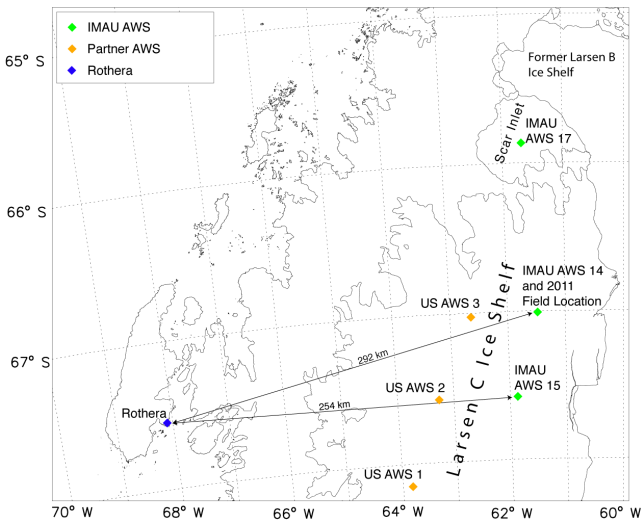 IMAU AWS
Partner AWS
Rothera
65° S
66° S
67° S
Former Larsen B
Ice Shelf
Scar Inlet
IMAU
AWS 17
IMAU AWS 14
and 2011
Field Location
US AWS 3
Larsen C Ice Shelf
292 km
IMAU
AWS 15
US AWS 2
254 km
Rothera
US AWS 1
70° W
68° W
66° W
64° W
62° W
60° W